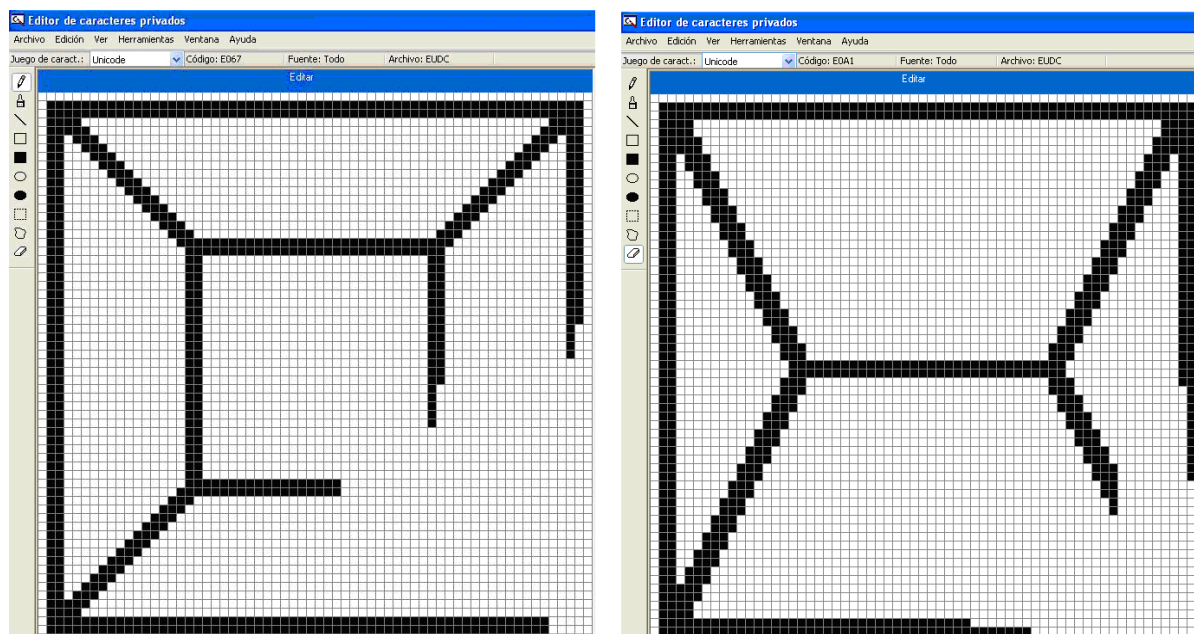 Editor de caracteres privados
Archivo Edición Ver Herramientas Ventana Ayuda
Juego de caract.: Unicode Código: E067 Fuente: Todo Archivo: EUDC
Editar
Editor de caracteres privados
Archivo Edición Ver Herramientas Ventana Ayuda
Juego de caract.: Unicode Código: E0A1 Fuente: Todo Archivo: EUDC
Editar